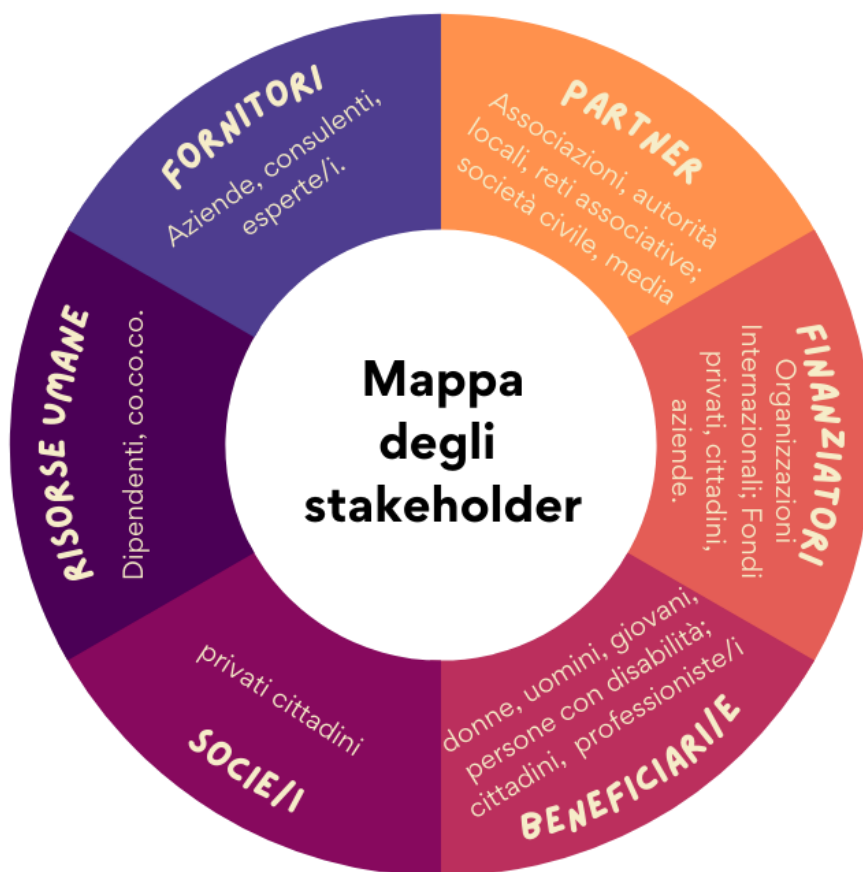 Mappa
degli
stakeholder
PARTNER
Associazioni, autorità
locali, reti associative;
società civile, media
FINANZIATORI
Organizzazioni
Internazionali; Fondi
privati, cittadini,
aziende.
donne, uomini, giovani,
persone con disabilità;
cittadini, professioniste/i
BENEFICIARI/E
privati cittadini
SOCIE/I
RISORSE UMANE
Dipendenti, co.co.co.
FORNITORI
Aziende, consulenti,
esperte/i.